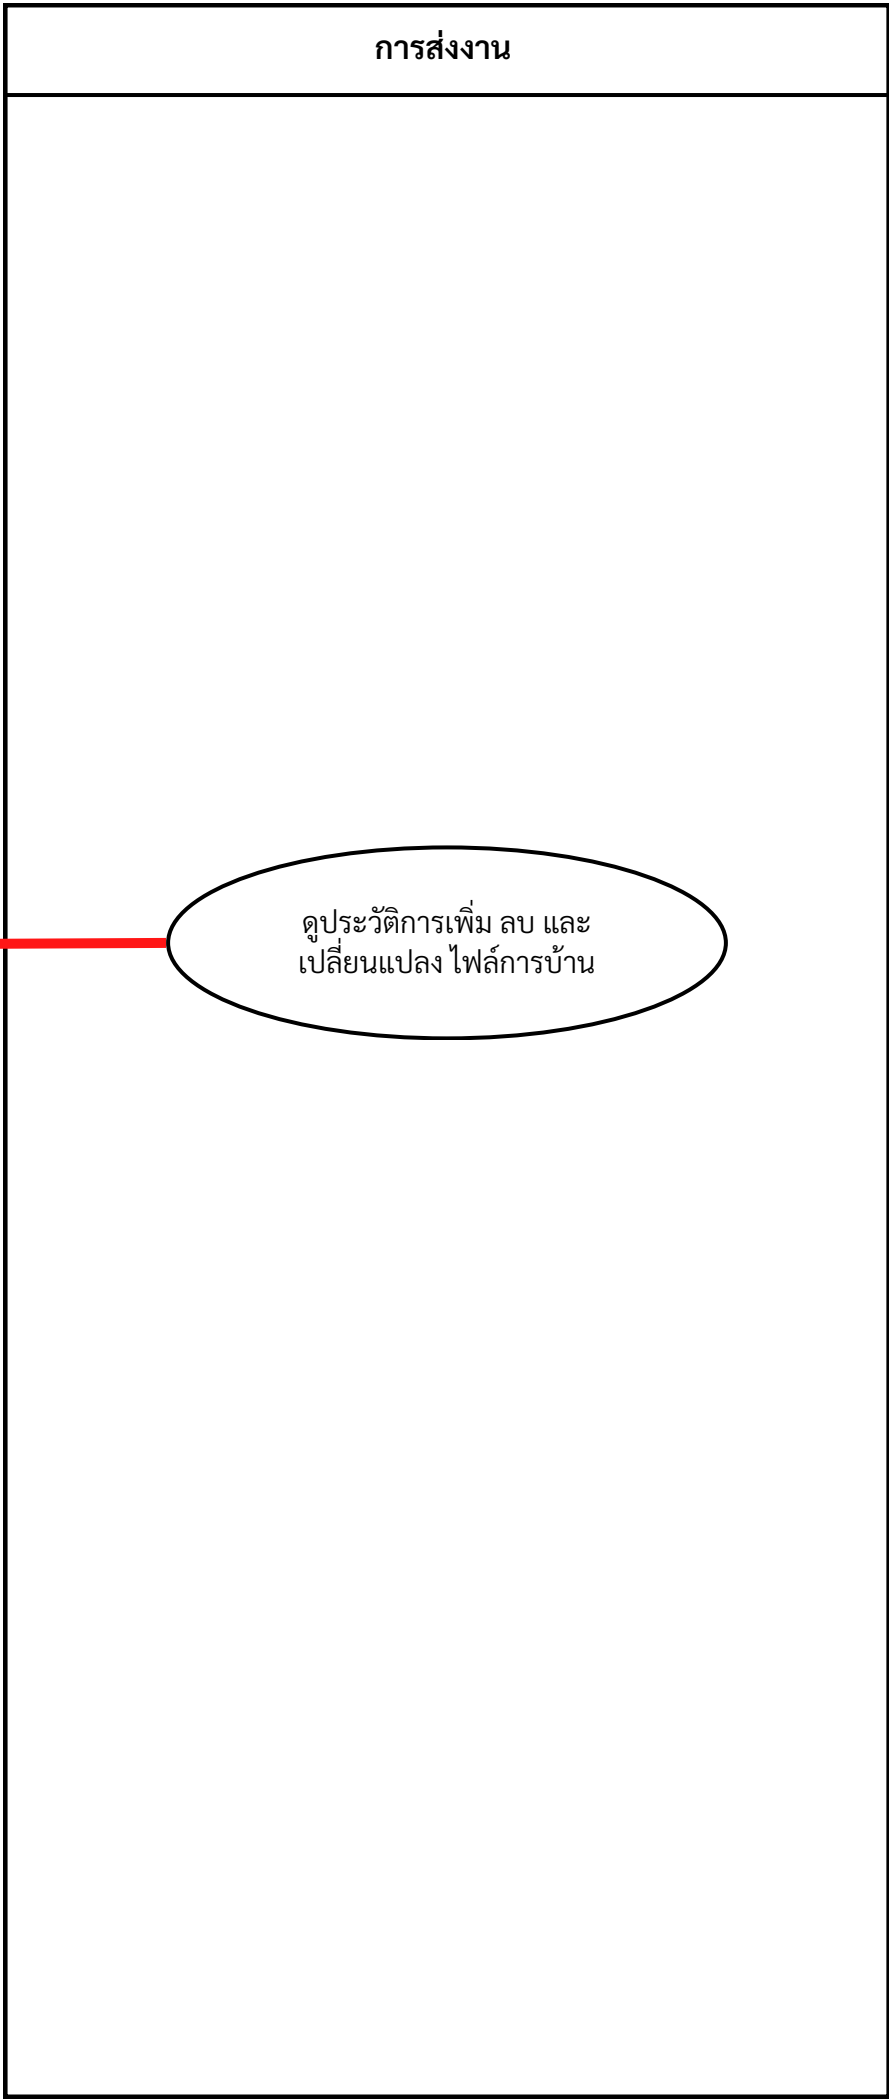 การส่งงาน
ดูประวัติการเพิ่ม ลบ และ
เปลี่ยนแปลง ไฟล์การบ้าน